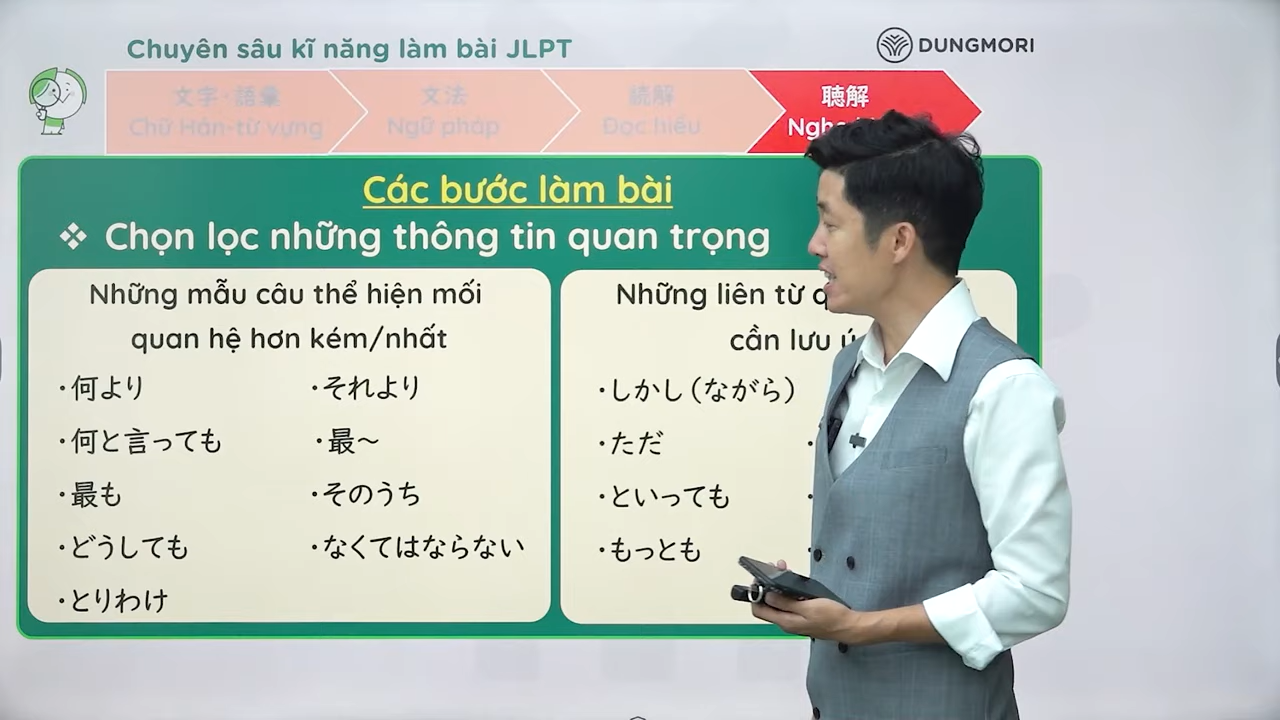 Chuyên sâu kĩ năng làm bài JLPT
DUNGMORI
文字・語彙
Chữ Hán-từ vựng
文法
Ngữ pháp
読解
Đọc hiểu
聴解
Các bước làm bài
❖ Chọn lọc những thông tin quan trọng
Những mẫu câu thể hiện mối
quan hệ hơn kém/nhất
・何より
・何と言っても
・最も
・どうしても
・とりわけ
・それより
・最～
・そのうち
・なくてはならない
Những liên từ
cần lưu ý
・しかし（ながら）
・ただ
・といっても
・もっとも